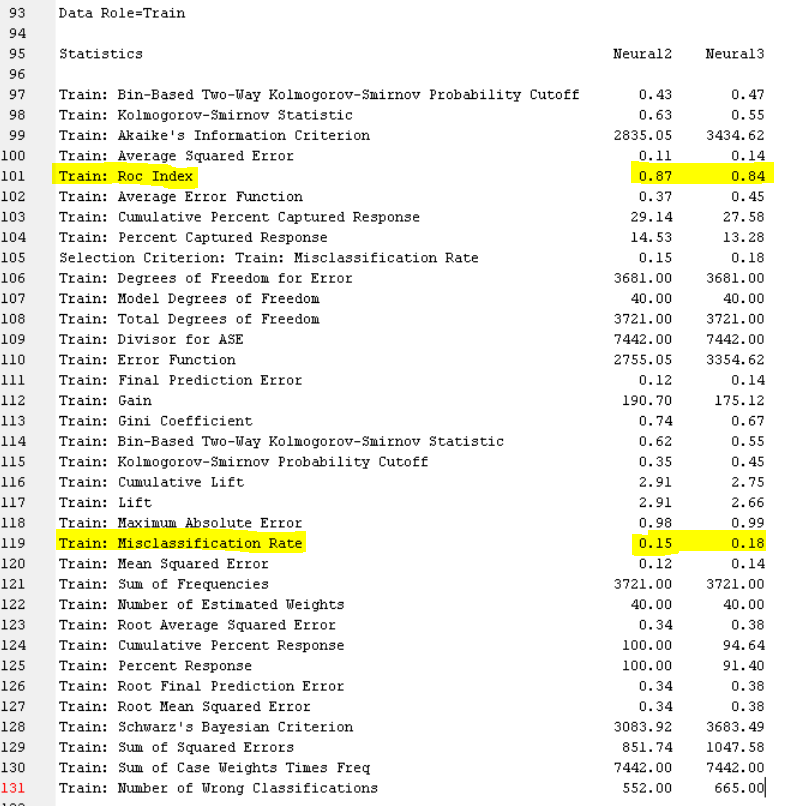 93 Data Role=Train
94
95 Statistics Neural2 Neural3
96
97 Train: Bin-Based Two-Way Kolmogorov-Smirnov Probability Cutoff 0.43 0.47
98 Train: Kolmogorov-Smirnov Statistic 0.63 0.55
99 Train: Akaike's Information Criterion 2835.05 3434.62
100 Train: Average Squared Error 0.11 0.14
101 Train: Roc Index 0.87 0.84
102 Train: Average Error Function 0.37 0.45
103 Train: Cumulative Percent Captured Response 29.14 27.58
104 Train: Percent Captured Response 14.53 13.28
105 Selection Criterion: Train: Misclassification Rate 0.15 0.18
106 Train: Degrees of Freedom for Error 3681.00 3681.00
107 Train: Model Degrees of Freedom 40.00 40.00
108 Train: Total Degrees of Freedom 3721.00 3721.00
109 Train: Divisor for ASE 7442.00 7442.00
110 Train: Error Function 2755.05 3354.62
111 Train: Final Prediction Error 0.12 0.14
112 Train: Gain 190.70 175.12
113 Train: Gini Coefficient 0.74 0.67
114 Train: Bin-Based Two-Way Kolmogorov-Smirnov Statistic 0.62 0.55
115 Train: Kolmogorov-Smirnov Probability Cutoff 0.35 0.45
116 Train: Cumulative Lift 2.91 2.75
117 Train: Lift 2.91 2.66
118 Train: Maximum Absolute Error 0.98 0.99
119 Train: Misclassification Rate 0.15 0.18
120 Train: Mean Squared Error 0.12 0.14
121 Train: Sum of Frequencies 3721.00 3721.00
122 Train: Number of Estimated Weights 40.00 40.00
123 Train: Root Average Squared Error 0.34 0.38
124 Train: Cumulative Percent Response 100.00 94.64
125 Train: Percent Response 100.00 91.40
126 Train: Root Final Prediction Error 0.34 0.38
127 Train: Root Mean Squared Error 0.34 0.38
128 Train: Schwarz's Bayesian Criterion 3083.92 3683.49
129 Train: Sum of Squared Errors 851.74 1047.58
130 Train: Sum of Case Weights Times Freq 7442.00 7442.00
131 Train: Number of Wrong Classifications 552.00 665.00